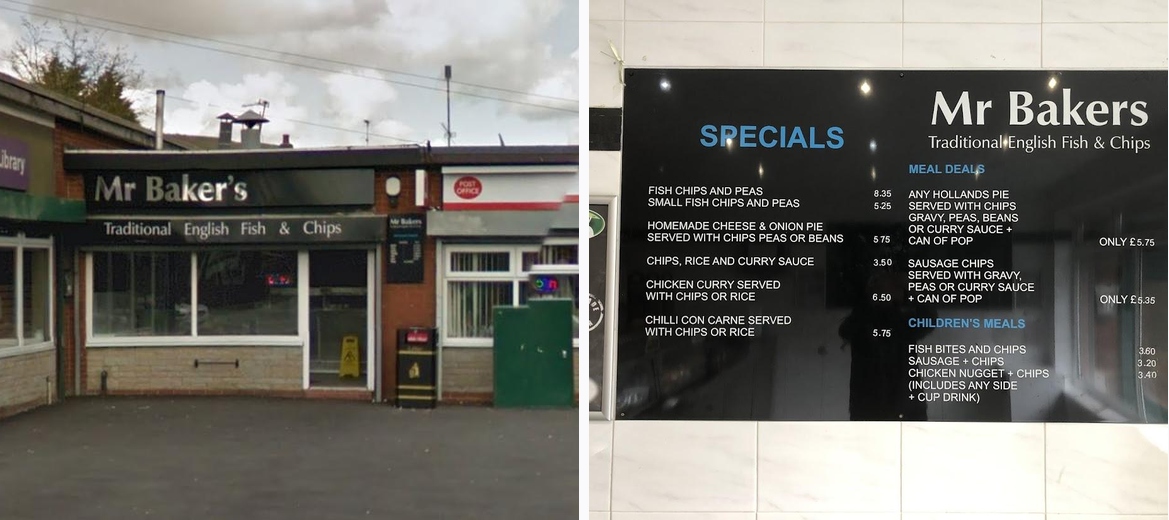 Library
Mr Baker's
Traditional English Fish & Chips
Mr Bakers
POST
OFFICE
SPECIALS
FISH CHIPS AND PEAS 8.35
SMALL FISH CHIPS AND PEAS 5.25
HOMEMADE CHEESE & ONION PIE
SERVED WITH CHIPS PEAS OR BEANS 5 75
CHIPS, RICE AND CURRY SAUCE 3.50
CHICKEN CURRY SERVED
WITH CHIPS OR RICE 6.50
CHILLI CON CARNE SERVED
WITH CHIPS OR RICE 5.75
Mr Bakers
Traditional English Fish & Chips
MEAL DEALS
ANY HOLLANDS PIE
SERVED WITH CHIPS
GRAVY, PEAS, BEANS
OR CURRY SAUCE +
CAN OF POP ONLY £5.75
SAUSAGE CHIPS
SERVED WITH GRAVY,
PEAS OR CURRY SAUCE
+ CAN OF POP ONLY £5.35
CHILDREN'S MEALS
FISH BITES AND CHIPS 3.60
SAUSAGE + CHIPS 3.20
CHICKEN NUGGET + CHIPS 3.40
(INCLUDES ANY SIDE
+ CUP DRINK)